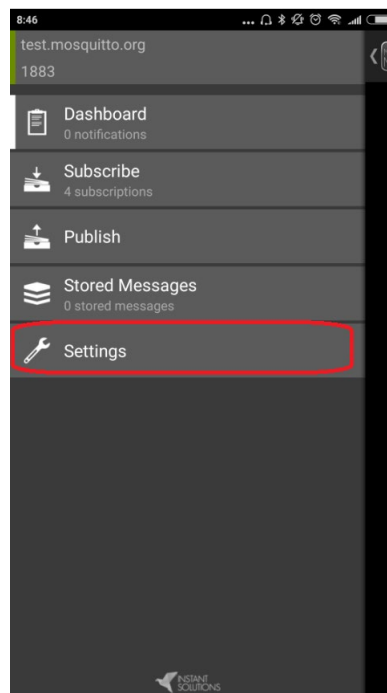 8:46
...
test.mosquitto.org
1883
Dashboard
0 notifications
Subscribe
4 subscriptions
Publish
Stored Messages
0 stored messages
Settings
INSTANT
SOLUTIONS